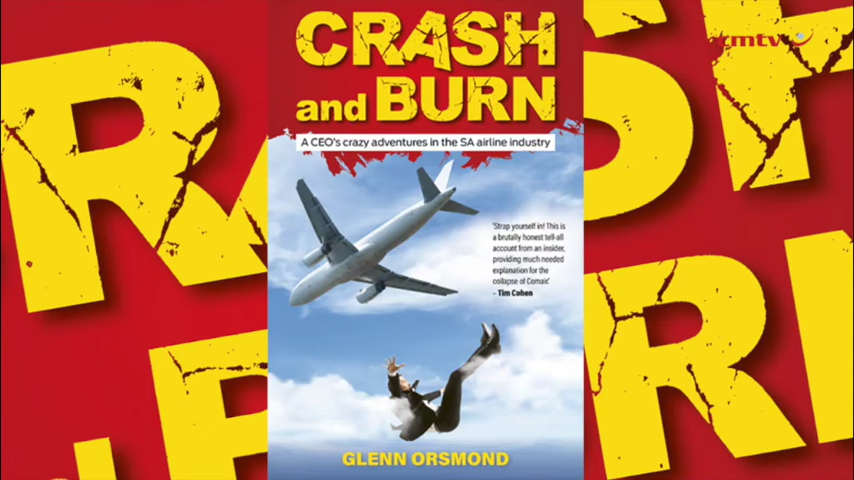 CRASH
and BURN
A CEO's crazy adventures in the SA airline industry
'Strap yourself in! This is
a brutally honest tell-all
account from an insider,
providing much needed
explanation for the
collapse of Comair.'
– Tim Cohen
GLENN ORSMOND
rmtv